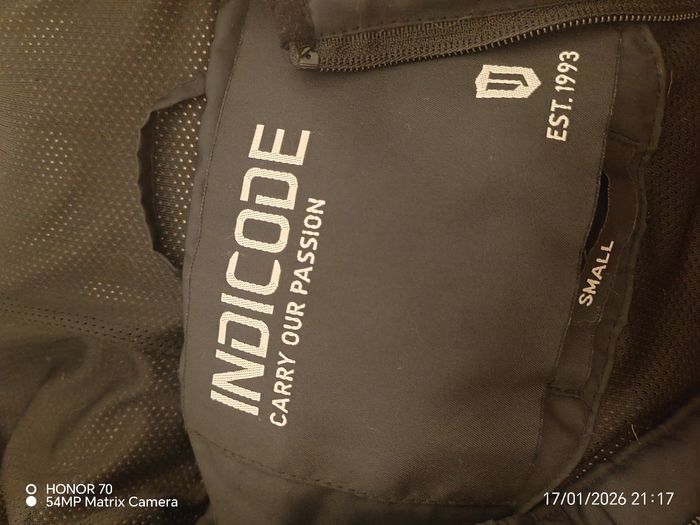 INDICODE
CARRY OUR PASSION
EST. 1993
SMALL
HONOR 70
54MP Matrix Camera
17/01/2026 21:17